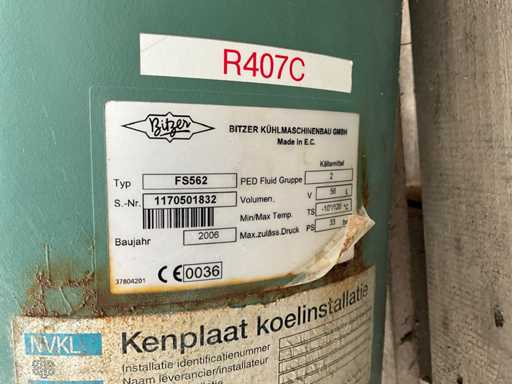 R407C
Bitzer
BITZER KÜHLMASCHINENBAU GMBH
Made in E.C.
Kältemittel
Typ FS562 PED Fluid Gruppe 2
S.-Nr. 1170501832 Volumen. V 56 L
Min/Max Temp. TS -10/120 °C
Baujahr 2006 Max.zuläss.Druck PS 33 bar
37804201 CE 0036
NVKL
Kenplaat koelinstallatie
Installatie identificatienummer
Naam leverancier/installateur